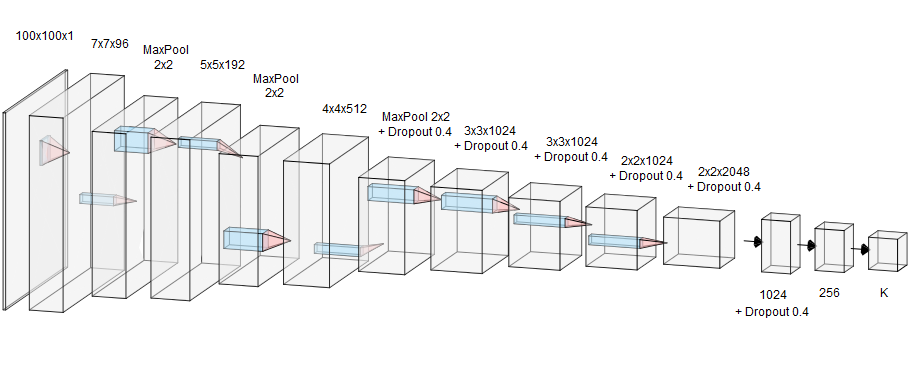 100x100x1
7x7x96
MaxPool
2x2
5x5x192
MaxPool
2x2
4x4x512
MaxPool 2x2
+ Dropout 0.4
3x3x1024
+ Dropout 0.4
3x3x1024
+ Dropout 0.4
2x2x1024
+ Dropout 0.4
2x2x2048
+ Dropout 0.4
1024
+ Dropout 0.4
256
K